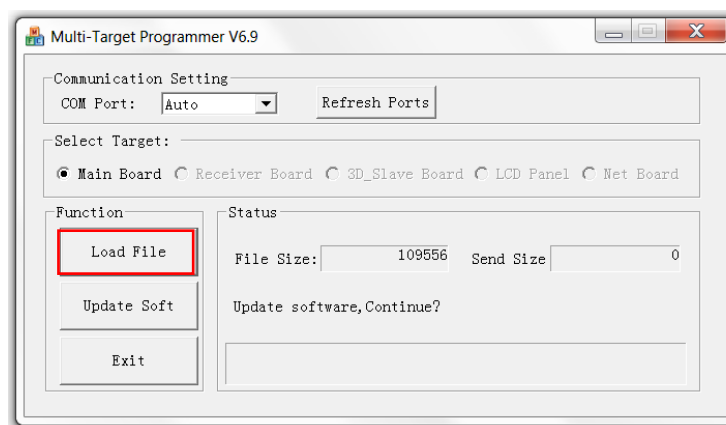 Multi-Target Programmer V6.9
Communication Setting
COM Port: Auto Refresh Ports
Select Target:
Main Board Receiver Board 3D_Slave Board LCD Panel Net Board
Function
Load File
Update Soft
Exit
Status
File Size: 109556 Send Size 0
Update software,Continue?